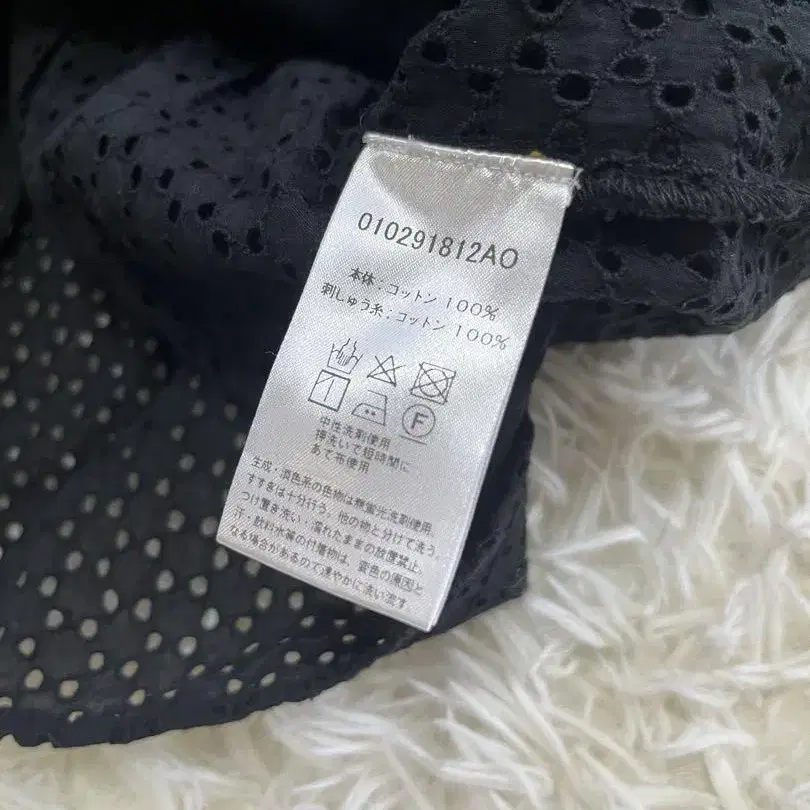 010291812AO
本体：コットン 100%
刺しゅう糸：コットン 100%
F
中性洗剤使用
押洗いで短時間に
あて布使用
生成・淡色系の色物は無蛍光洗剤使用。
すすぎは十分行う。他の物と分けて洗う。
つけ置き洗い・濡れたままの放置禁止。
汗・飲料水等の付着物は、変色の原因と
なる場合があるので速やかに洗い流す。